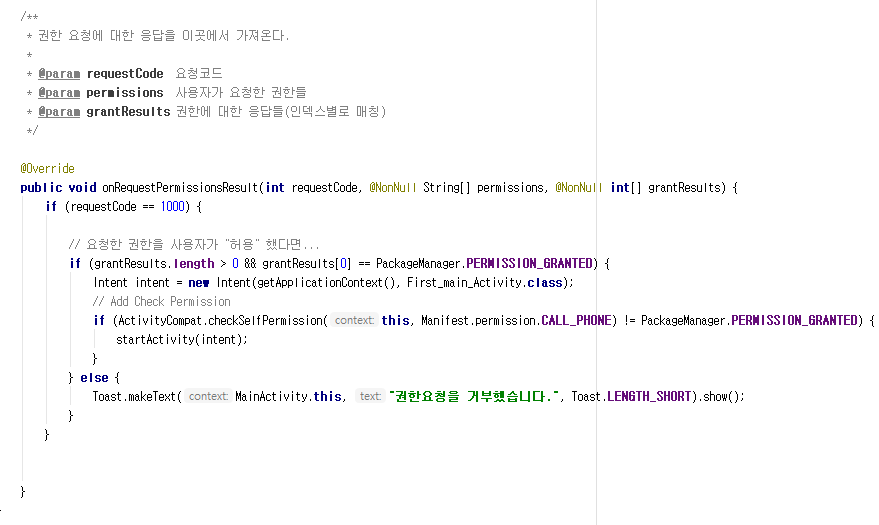 /**
 * 권한 요청에 대한 응답을 이곳에서 가져온다.
 *
 * @param requestCode 요청코드
 * @param permissions 사용자가 요청한 권한들
 * @param grantResults 권한에 대한 응답들(인덱스별로 매칭)
 */
@Override
public void onRequestPermissionsResult(int requestCode, @NonNull String[] permissions, @NonNull int[] grantResults) {
    if (requestCode == 1000) {
        // 요청한 권한을 사용자가 "허용" 했다면...
        if (grantResults.length > 0 && grantResults[0] == PackageManager.PERMISSION_GRANTED) {
            Intent intent = new Intent(getApplicationContext(), First_main_Activity.class);
            // Add Check Permission
            if (ActivityCompat.checkSelfPermission( context: this, Manifest.permission.CALL_PHONE) != PackageManager.PERMISSION_GRANTED) {
                startActivity(intent);
            }
        } else {
            Toast.makeText( context: MainActivity.this, text: "권한요청을 거부했습니다.", Toast.LENGTH_SHORT).show();
        }
    }
}